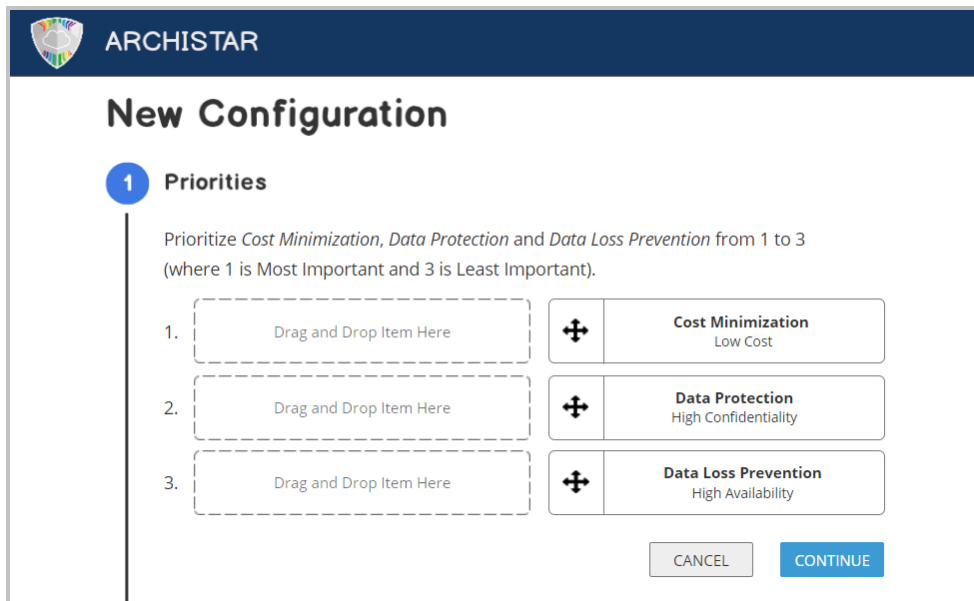 ARCHISTAR
New Configuration
1 Priorities
Prioritize Cost Minimization, Data Protection and Data Loss Prevention from 1 to 3
(where 1 is Most Important and 3 is Least Important).
1. Drag and Drop Item Here Cost Minimization
Low Cost
2. Drag and Drop Item Here Data Protection
High Confidentiality
3. Drag and Drop Item Here Data Loss Prevention
High Availability
CANCEL CONTINUE